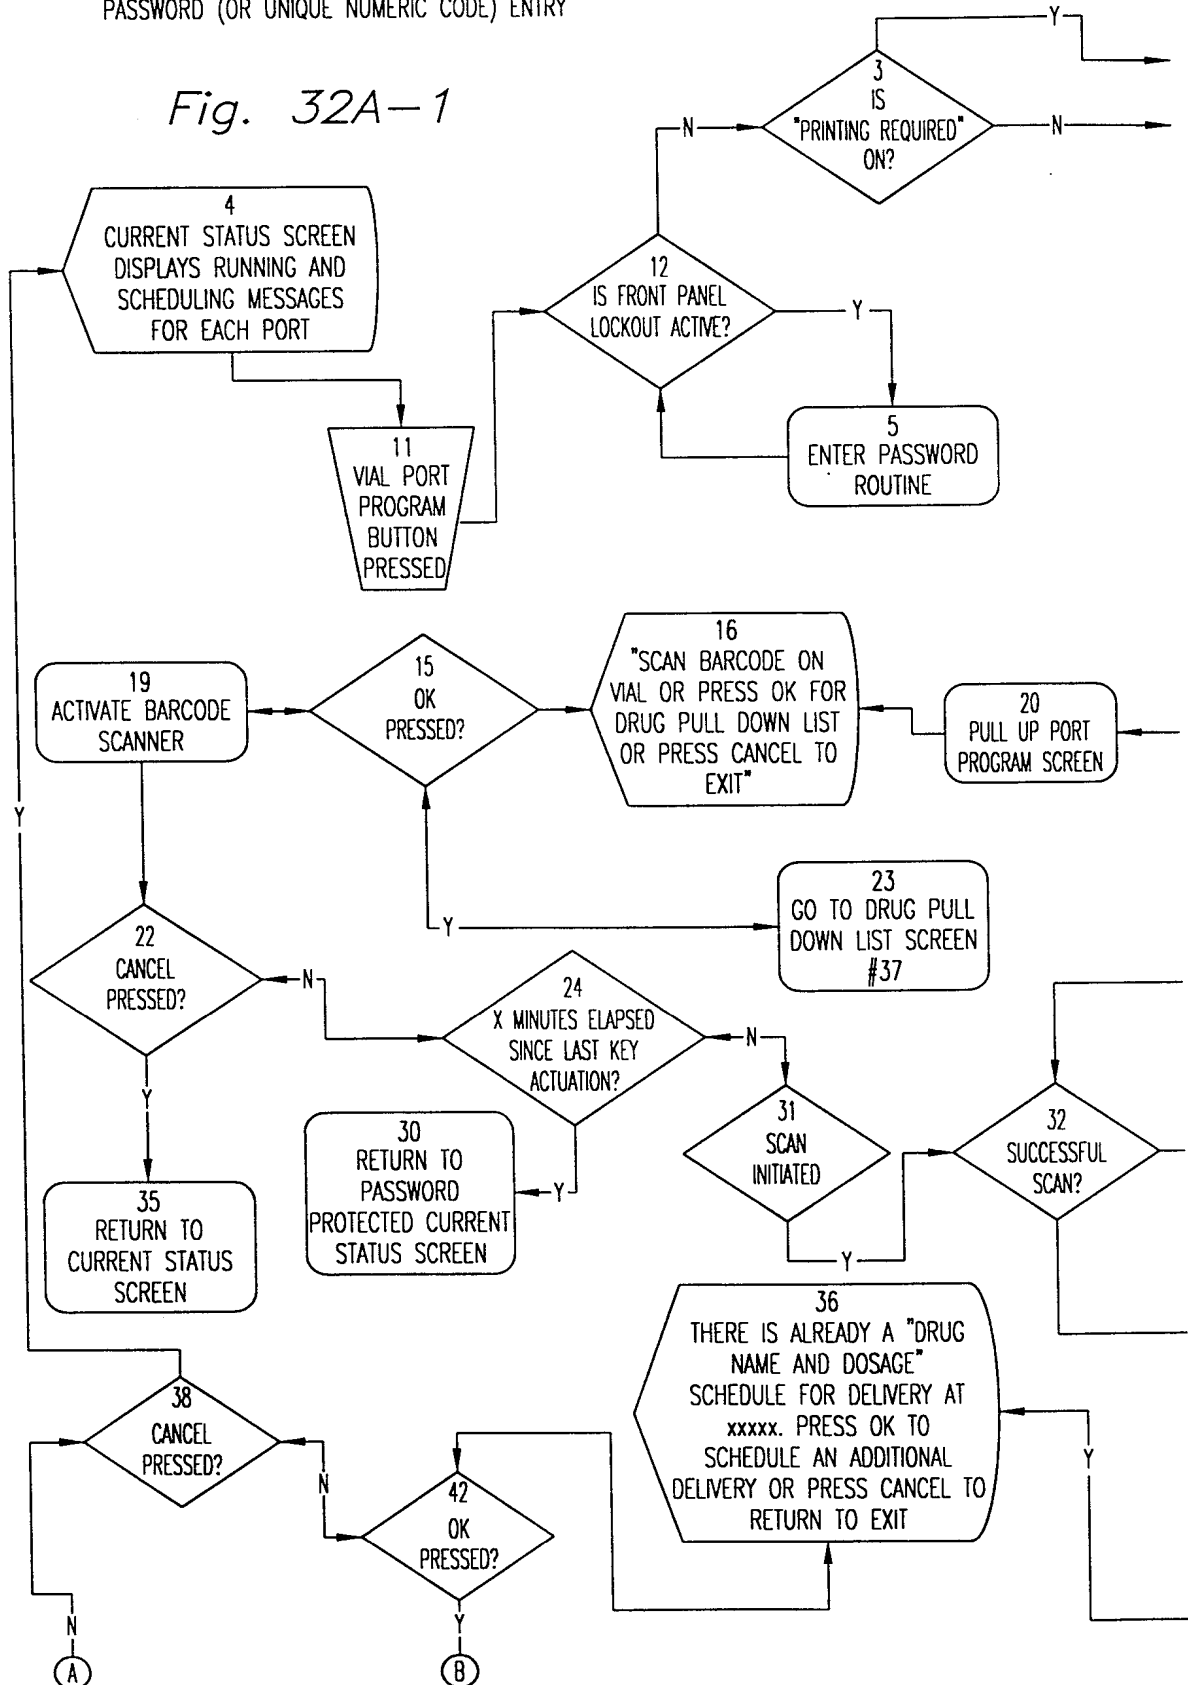 PASSWORD (OR UNIQUE NUMERIC CODE) ENTRY
Fig. 32A-1
Y
3
IS
"PRINTING REQUIRED"
ON?
N
N
4
CURRENT STATUS SCREEN
DISPLAYS RUNNING AND
SCHEDULING MESSAGES
FOR EACH PORT
12
IS FRONT PANEL
LOCKOUT ACTIVE?
Y
5
ENTER PASSWORD
ROUTINE
11
VIAL PORT
PROGRAM
BUTTON
PRESSED
19
ACTIVATE BARCODE
SCANNER
15
OK
PRESSED?
16
"SCAN BARCODE ON
VIAL OR PRESS OK FOR
DRUG PULL DOWN LIST
OR PRESS CANCEL TO
EXIT"
20
PULL UP PORT
PROGRAM SCREEN
Y
Y
23
GO TO DRUG PULL
DOWN LIST SCREEN
#37
22
CANCEL
PRESSED?
N
24
X MINUTES ELAPSED
SINCE LAST KEY
ACTUATION?
N
31
SCAN
INITIATED
32
SUCCESSFUL
SCAN?
Y
Y
Y
30
RETURN TO
PASSWORD
PROTECTED CURRENT
STATUS SCREEN
35
RETURN TO
CURRENT STATUS
SCREEN
36
THERE IS ALREADY A "DRUG
NAME AND DOSAGE"
SCHEDULE FOR DELIVERY AT
xxxxx. PRESS OK TO
SCHEDULE AN ADDITIONAL
DELIVERY OR PRESS CANCEL TO
RETURN TO EXIT
Y
38
CANCEL
PRESSED?
N
42
OK
PRESSED?
N
Y
A
B